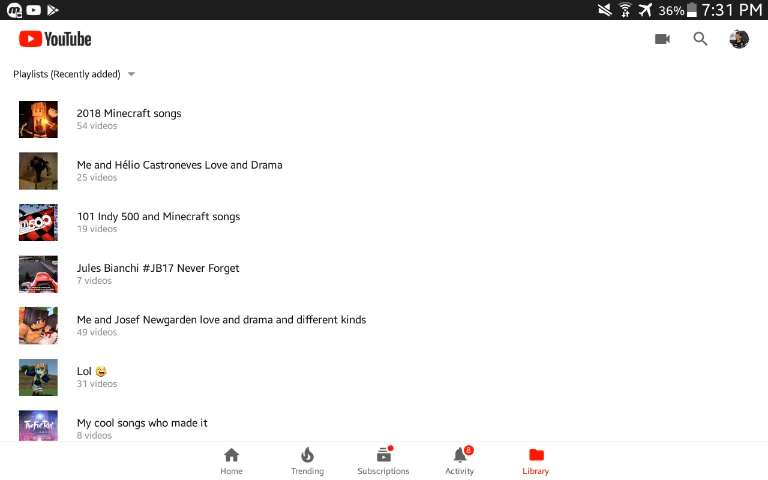 36% 7:31 PM
YouTube
Playlists (Recently added)
2018 Minecraft songs
54 videos
Me and Hélio Castroneves Love and Drama
25 videos
101 Indy 500 and Minecraft songs
19 videos
500
Jules Bianchi #JB17 Never Forget
7 videos
Me and Josef Newgarden love and drama and different kinds
49 videos
Lol 😅
31 videos
My cool songs who made it
8 videos
8
Home Trending Subscriptions Activity Library